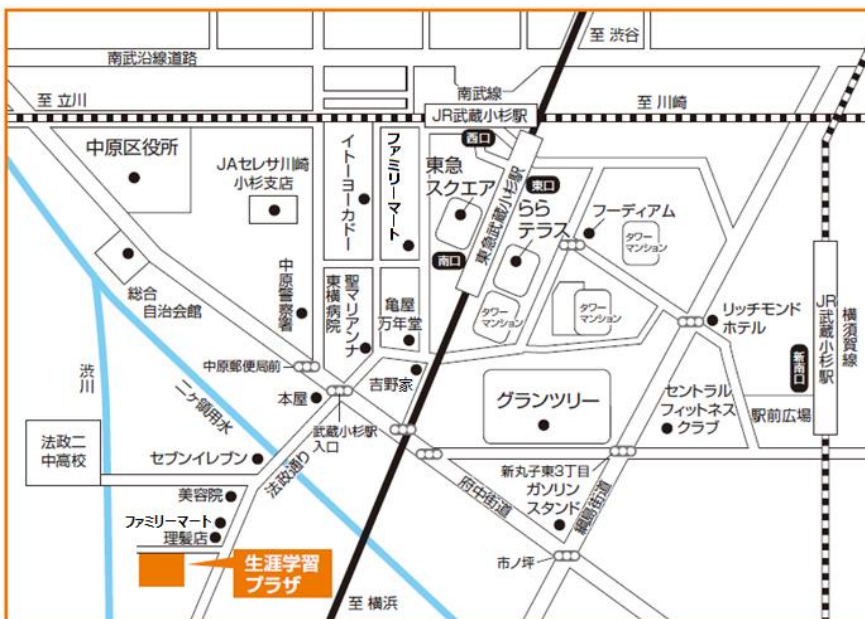 至 渋谷
南武沿線道路
至 立川
南武線
至 川崎
JR武蔵小杉駅
西口
中原区役所
JAセレサ川崎
小杉支店
イトーヨーカドー
ファミリーマート
東急
スクエア
東急武蔵小杉駅
東口
らら
テラス
フーディアム
タワー
マンション
南口
総合
自治会館
中原警察署
聖マリアンナ
東横病院
亀屋
万年堂
タワー
マンション
タワー
マンション
リッチモンド
ホテル
JR武蔵小杉駅
横須賀線
新南口
渋川
二ヶ領用水
中原郵便局前
本屋
吉野家
グランツリー
セントラル
フィットネス
クラブ
駅前広場
武蔵小杉駅
入口
法政二
中高校
セブンイレブン
法政通り
新丸子東3丁目
ガソリン
スタンド
府中街道
綱島街道
美容院
ファミリーマート
理髪店
生涯学習
プラザ
市ノ坪
至 横浜